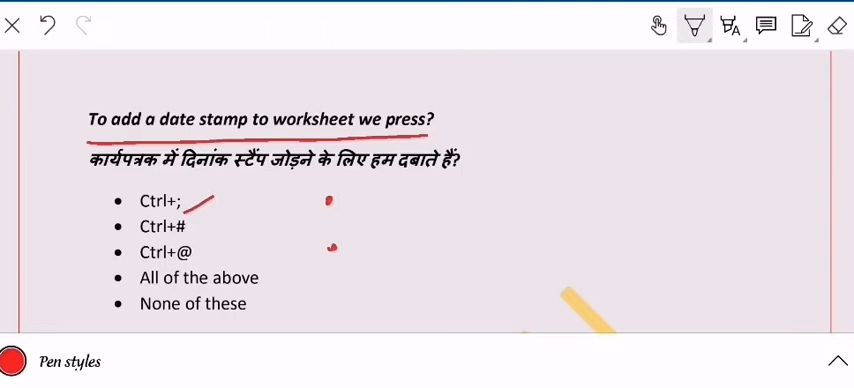 To add a date stamp to worksheet we press?
कार्यपत्रक में दिनांक स्टैंप जोड़ने के लिए हम दबाते हैं?
• Ctrl+;
• Ctrl+#
• Ctrl+@
• All of the above
• None of these
Pen styles